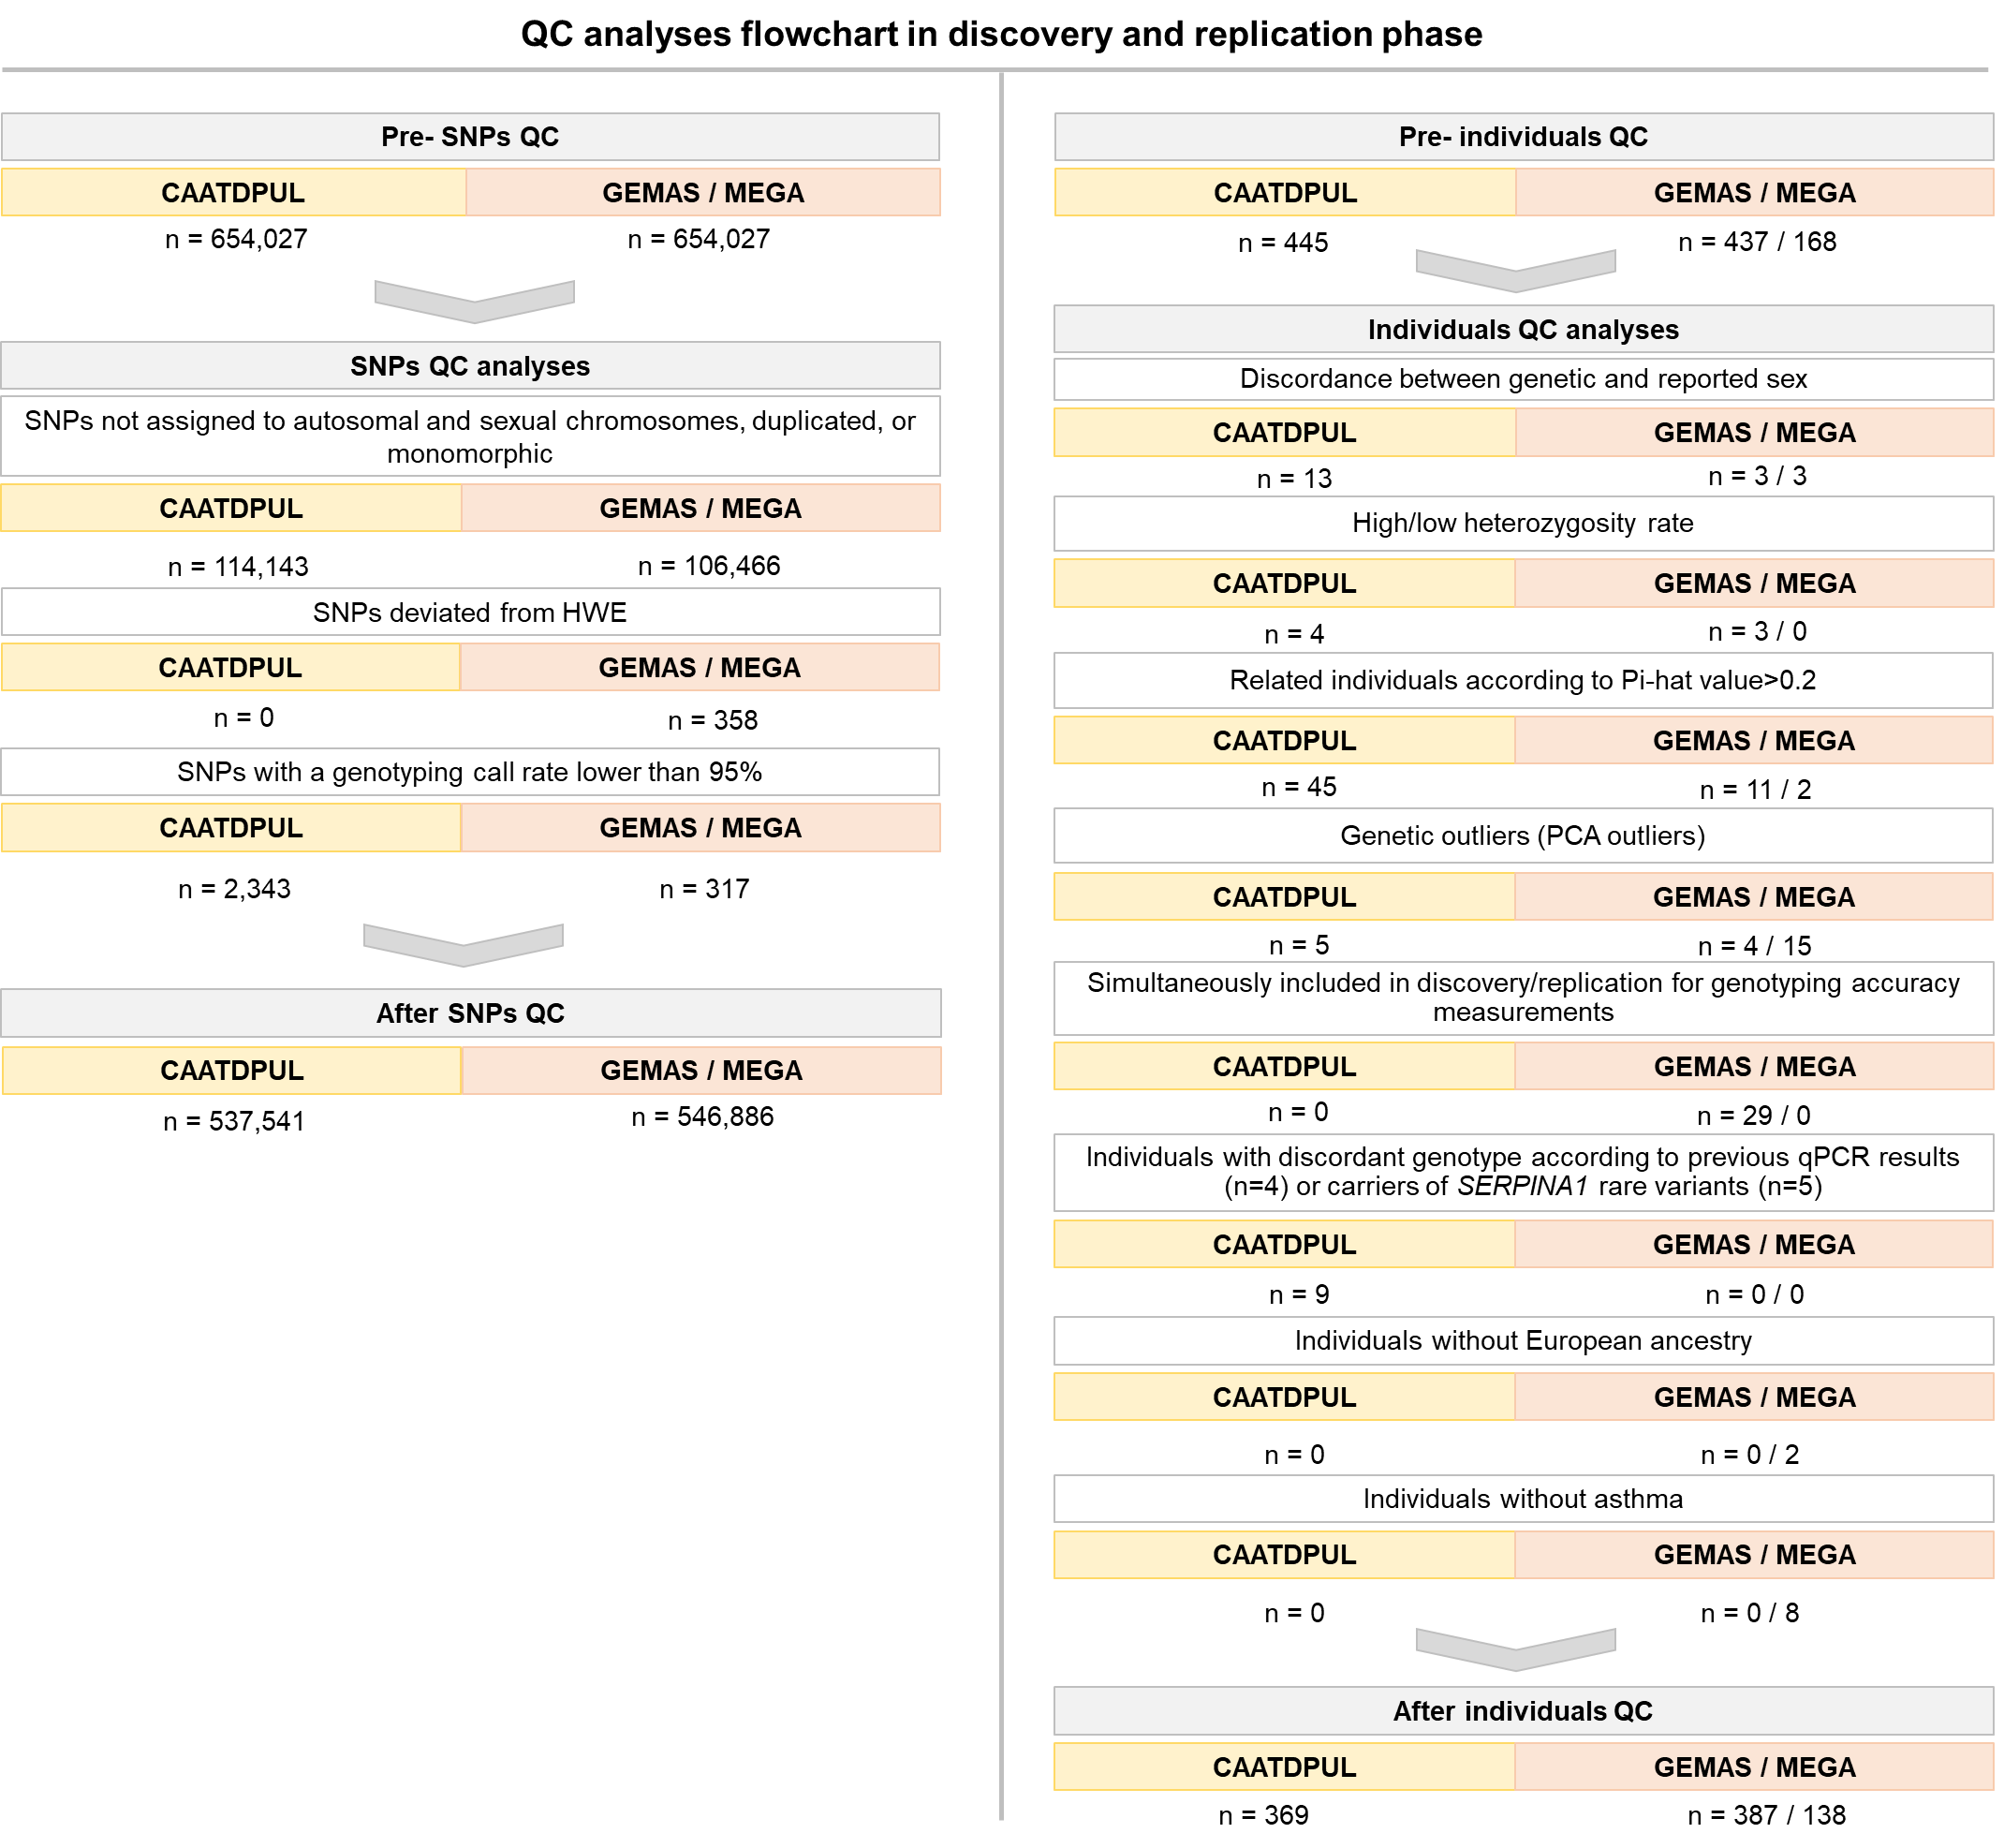 QC analyses flowchart in discovery and replication phase
Pre- SNPs QC
CAATDPUL
GEMAS / MEGA
n = 654,027
n = 654,027
SNPs QC analyses
SNPs not assigned to autosomal and sexual chromosomes, duplicated, or
monomorphic
CAATDPUL
GEMAS / MEGA
n = 114,143
n = 106,466
SNPs deviated from HWE
CAATDPUL
GEMAS / MEGA
n = 0
n = 358
SNPs with a genotyping call rate lower than 95%
CAATDPUL
GEMAS / MEGA
n = 2,343
n = 317
After SNPs QC
CAATDPUL
GEMAS / MEGA
n = 537,541
n = 546,886
Pre- individuals QC
CAATDPUL
GEMAS / MEGA
n = 445
n = 437 / 168
Individuals QC analyses
Discordance between genetic and reported sex
CAATDPUL
GEMAS / MEGA
n = 13
n = 3 / 3
High/low heterozygosity rate
CAATDPUL
GEMAS / MEGA
n = 4
n = 3 / 0
Related individuals according to Pi-hat value>0.2
CAATDPUL
GEMAS / MEGA
n = 45
n = 11 / 2
Genetic outliers (PCA outliers)
CAATDPUL
GEMAS / MEGA
n = 5
n = 4 / 15
Simultaneously included in discovery/replication for genotyping accuracy
measurements
CAATDPUL
GEMAS / MEGA
n = 0
n = 29 / 0
Individuals with discordant genotype according to previous qPCR results
(n=4) or carriers of SERPINA1 rare variants (n=5)
CAATDPUL
GEMAS / MEGA
n = 9
n = 0 / 0
Individuals without European ancestry
CAATDPUL
GEMAS / MEGA
n = 0
n = 0 / 2
Individuals without asthma
CAATDPUL
GEMAS / MEGA
n = 0
n = 0 / 8
After individuals QC
CAATDPUL
GEMAS / MEGA
n = 369
n = 387 / 138